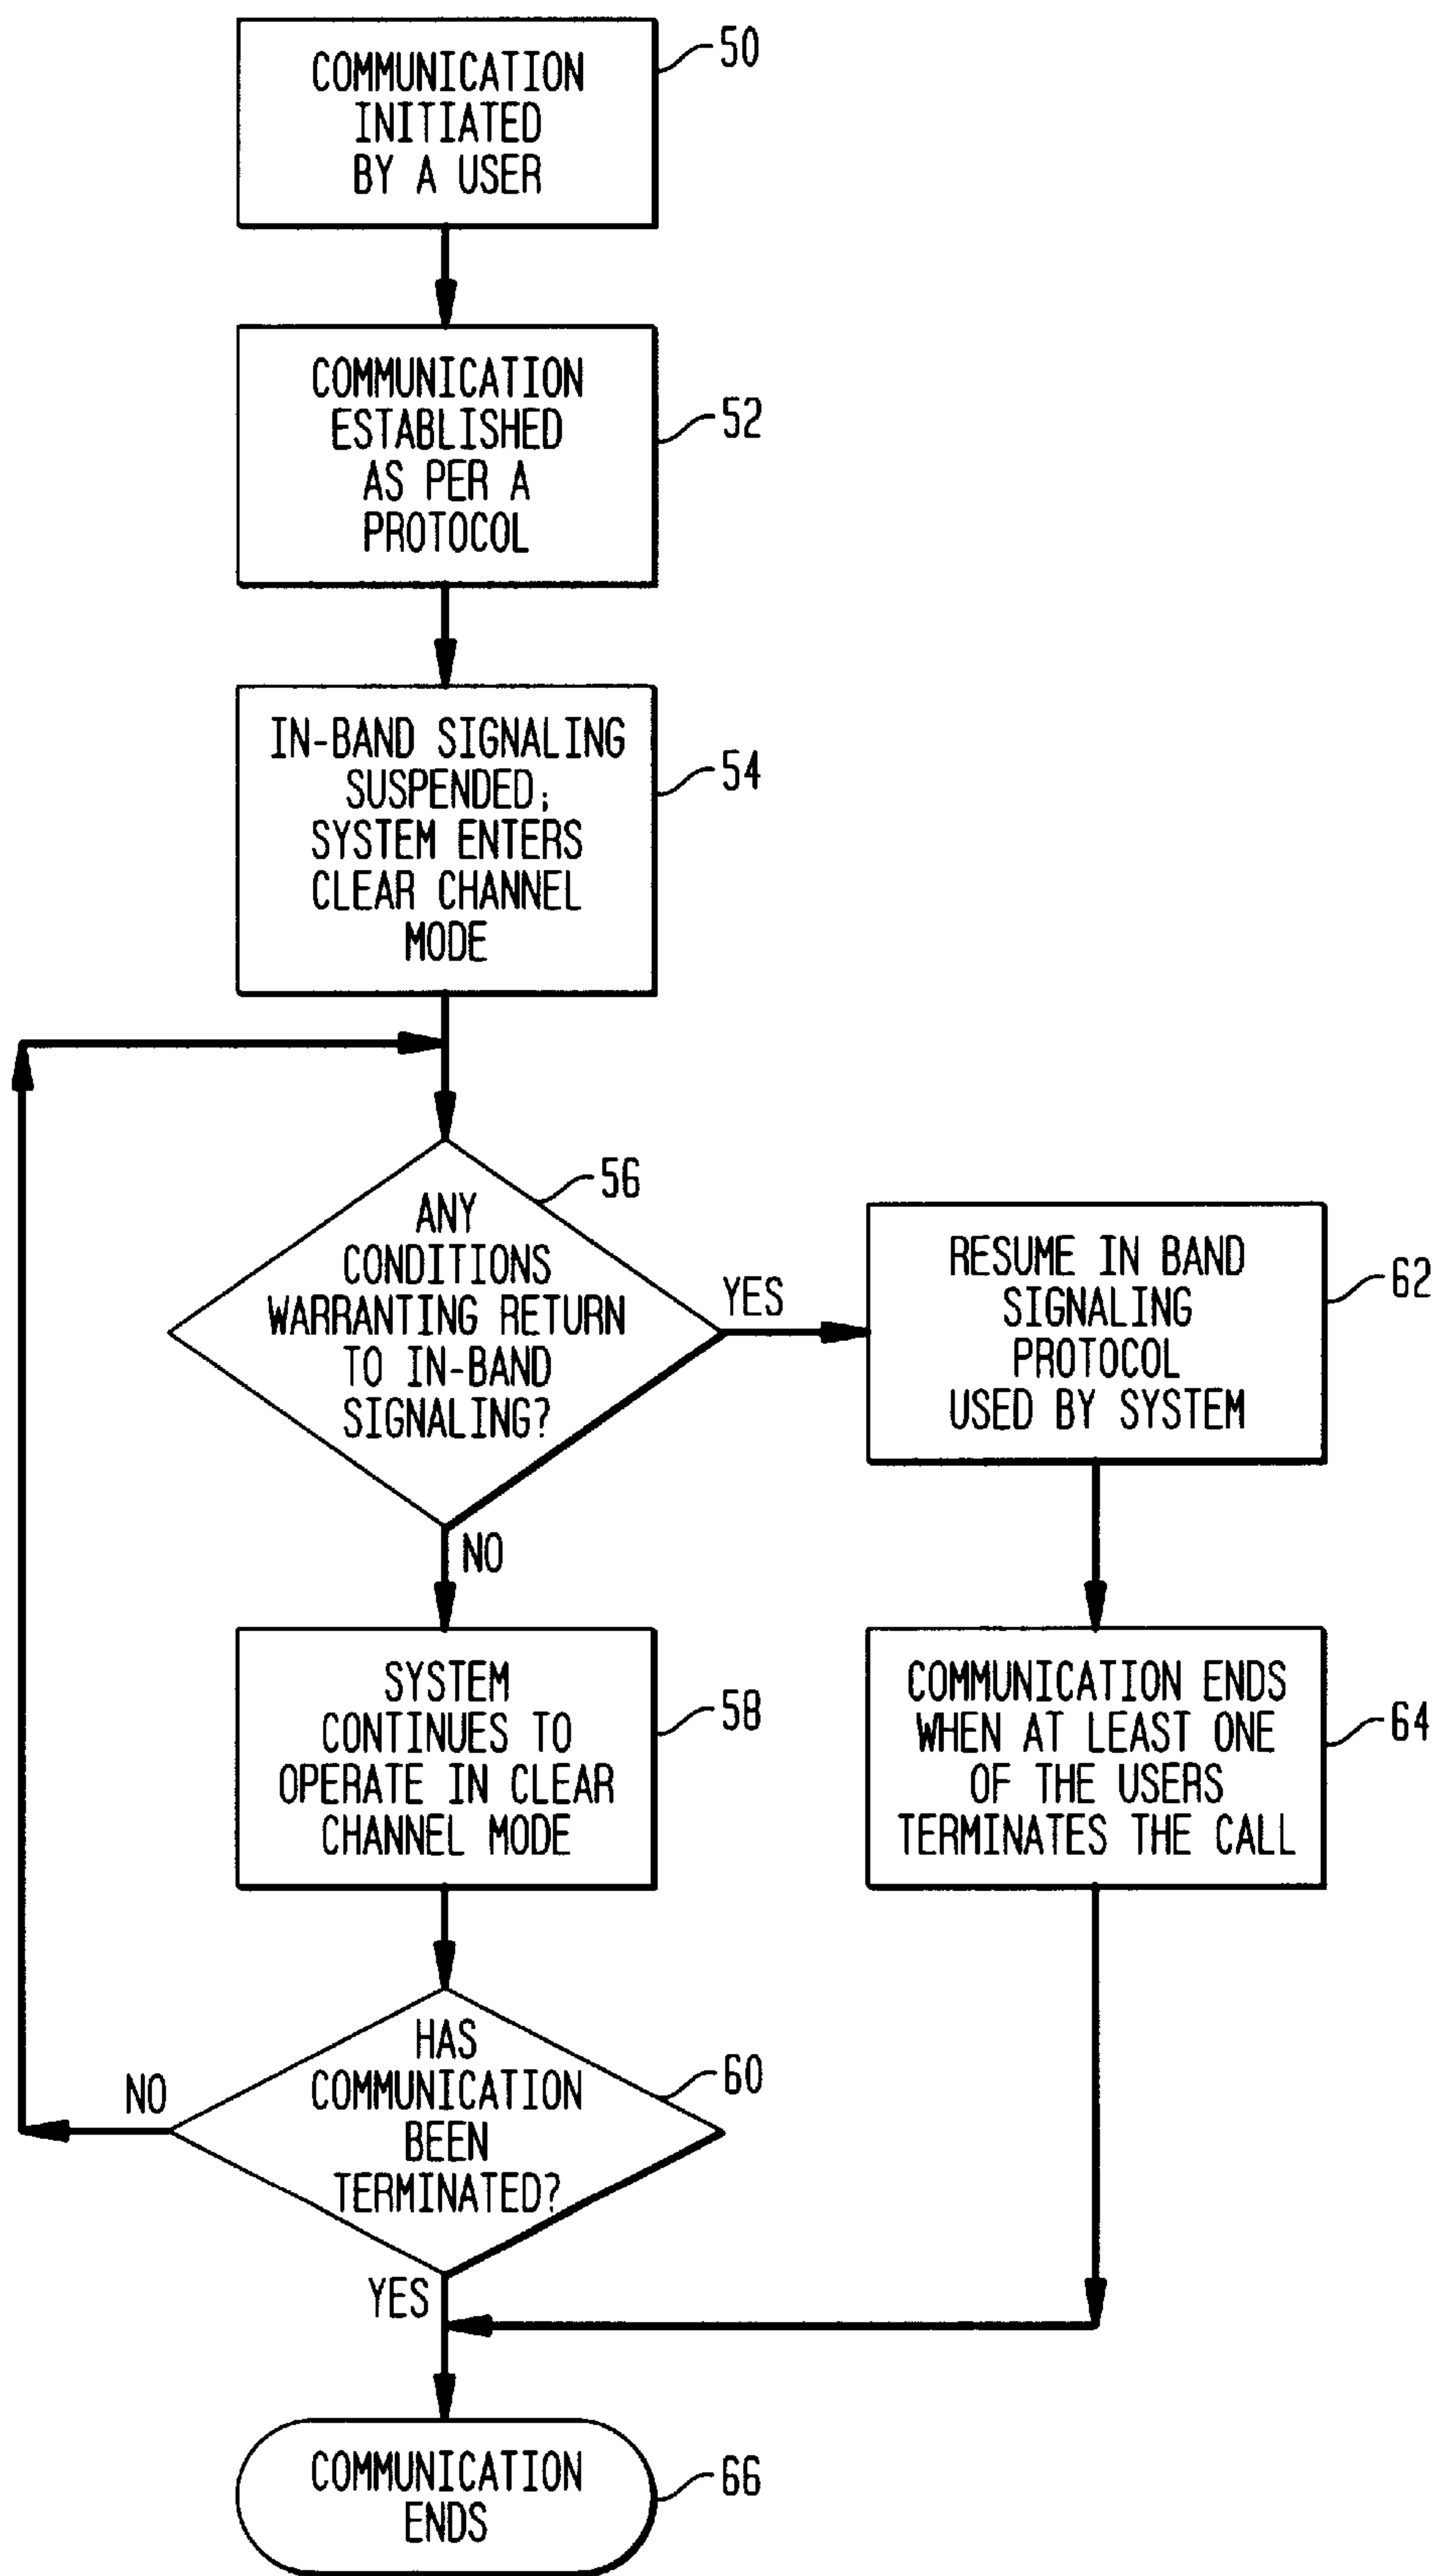 COMMUNICATION
INITIATED
BY A USER
50
COMMUNICATION
ESTABLISHED
AS PER A
PROTOCOL
52
IN-BAND SIGNALING
SUSPENDED;
SYSTEM ENTERS
CLEAR CHANNEL
MODE
54
ANY
CONDITIONS
WARRANTING RETURN
TO IN-BAND
SIGNALING?
56
YES
NO
RESUME IN BAND
SIGNALING
PROTOCOL
USED BY SYSTEM
62
SYSTEM
CONTINUES TO
OPERATE IN CLEAR
CHANNEL MODE
58
COMMUNICATION ENDS
WHEN AT LEAST ONE
OF THE USERS
TERMINATES THE CALL
64
HAS
COMMUNICATION
BEEN
TERMINATED?
60
NO
YES
COMMUNICATION
ENDS
66